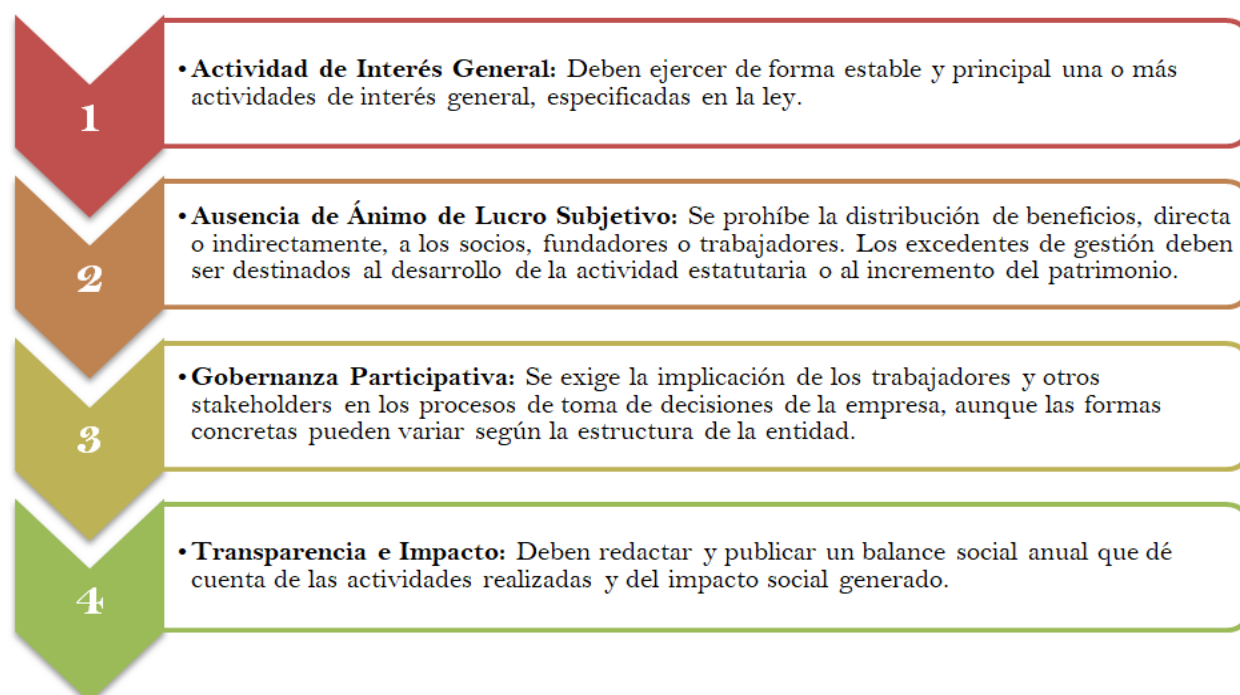 1
• Actividad de Interés General: Deben ejercer de forma estable y principal una o más
actividades de interés general, especificadas en la ley.
2
• Ausencia de Ánimo de Lucro Subjetivo: Se prohíbe la distribución de beneficios, directa
o indirectamente, a los socios, fundadores o trabajadores. Los excedentes de gestión deben
ser destinados al desarrollo de la actividad estatutaria o al incremento del patrimonio.
3
• Gobernanza Participativa: Se exige la implicación de los trabajadores y otros
stakeholders en los procesos de toma de decisiones de la empresa, aunque las formas
concretas pueden variar según la estructura de la entidad.
4
• Transparencia e Impacto: Deben redactar y publicar un balance social anual que dé
cuenta de las actividades realizadas y del impacto social generado.